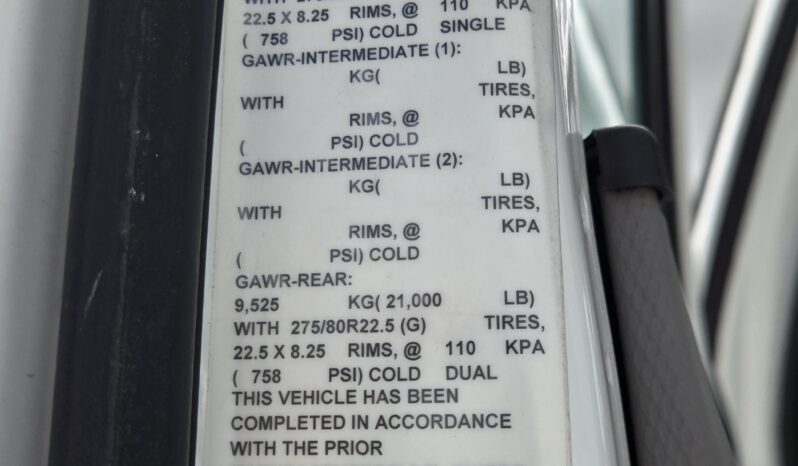 22.5 X 8.25 RIMS, @ 110 KPA
( 758 PSI) COLD SINGLE
GAWR-INTERMEDIATE (1):
KG( LB)
WITH TIRES,
RIMS, @ KPA
( PSI) COLD
GAWR-INTERMEDIATE (2):
KG( LB)
WITH TIRES,
RIMS, @ KPA
( PSI) COLD
GAWR-REAR:
9,525 KG( 21,000 LB)
WITH 275/80R22.5 (G) TIRES,
22.5 X 8.25 RIMS, @ 110 KPA
( 758 PSI) COLD DUAL
THIS VEHICLE HAS BEEN
COMPLETED IN ACCORDANCE
WITH THE PRIOR